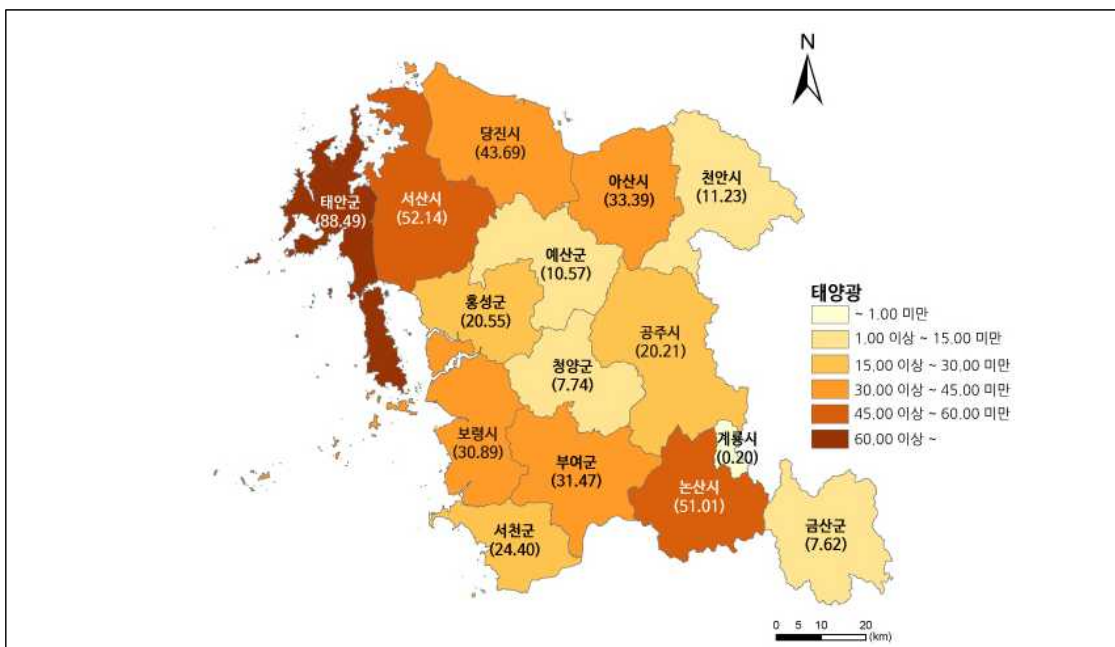 N
당진시
(43.69)
아산시
(33.39)
천안시
(11.23)
태안군
(88.49)
서산시
(52.14)
예산군
(10.57)
홍성군
(20.55)
공주시
(20.21)
청양군
(7.74)
보령시
(30.89)
부여군
(31.47)
계룡시
(0.20)
논산시
(51.01)
서천군
(24.40)
금산군
(7.62)
태양광
~ 1.00 미만
1.00 이상 ~ 15.00 미만
15.00 이상 ~ 30.00 미만
30.00 이상 ~ 45.00 미만
45.00 이상 ~ 60.00 미만
60.00 이상 ~
0 5 10 20
(km)